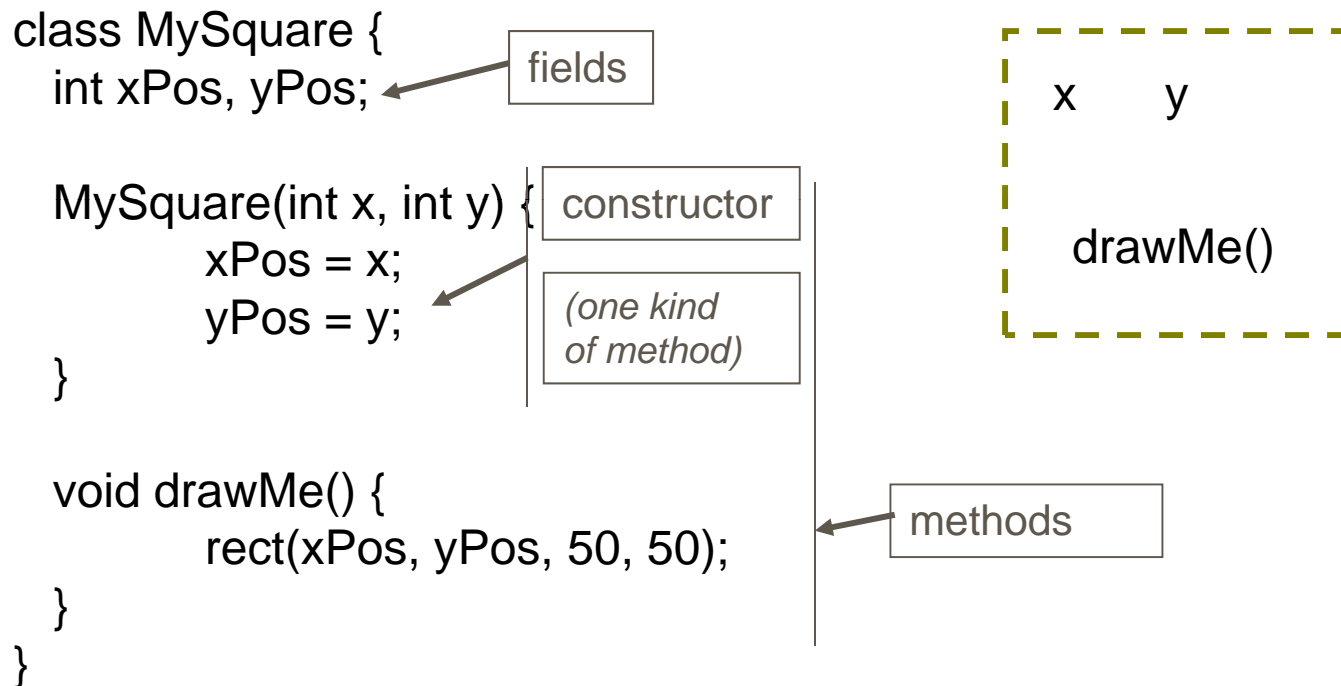 class MySquare {
int xPos, yPos;
fields
x y
MySquare(int x, int y) {
constructor
xPos = x;
yPos = y;
(one kind
of method)
drawMe()
}
void drawMe() {
rect(xPos, yPos, 50, 50);
methods
}
}